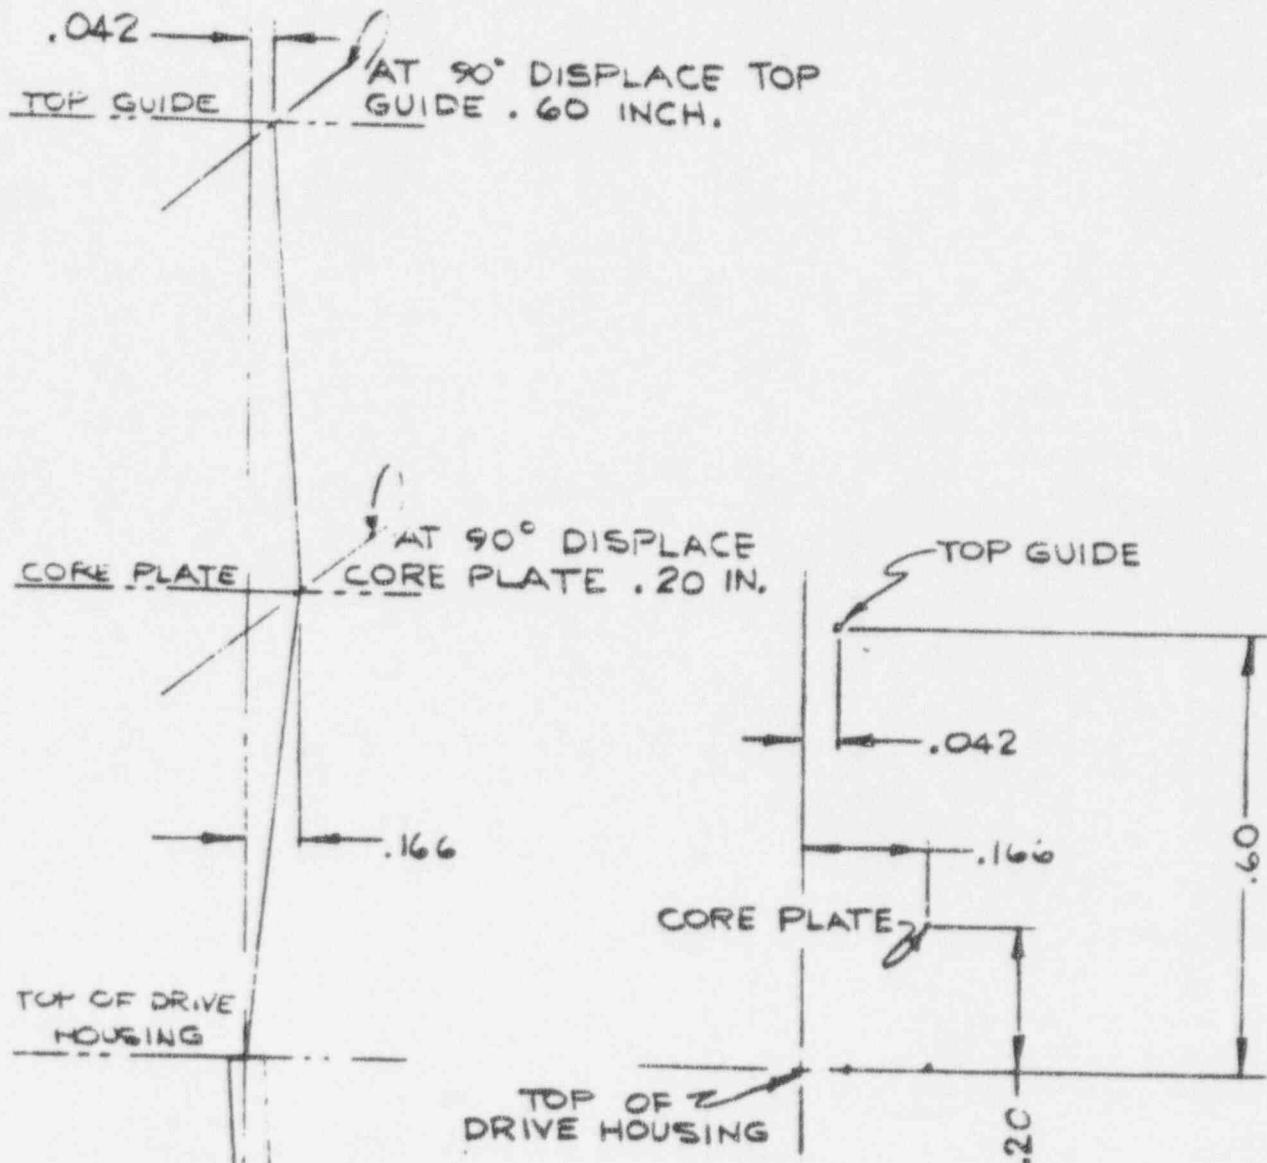 .042
AT 90° DISPLACE TOP
GUIDE .60 INCH.
TOP GUIDE
AT 90° DISPLACE
CORE PLATE .20 IN.
CORE PLATE
TOP GUIDE
.042
.166
.166
.60
CORE PLATE
TOP OF DRIVE
HOUSING
TOP OF
DRIVE HOUSING
.20